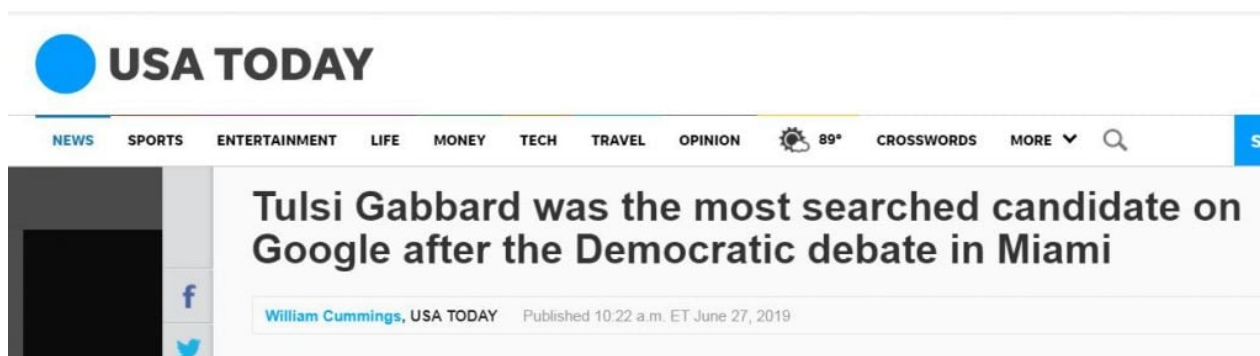 USA TODAY
NEWS SPORTS ENTERTAINMENT LIFE MONEY TECH TRAVEL OPINION 89° CROSSWORDS MORE S
Tulsi Gabbard was the most searched candidate on
Google after the Democratic debate in Miami
f
William Cummings, USA TODAY Published 10:22 a.m. ET June 27, 2019